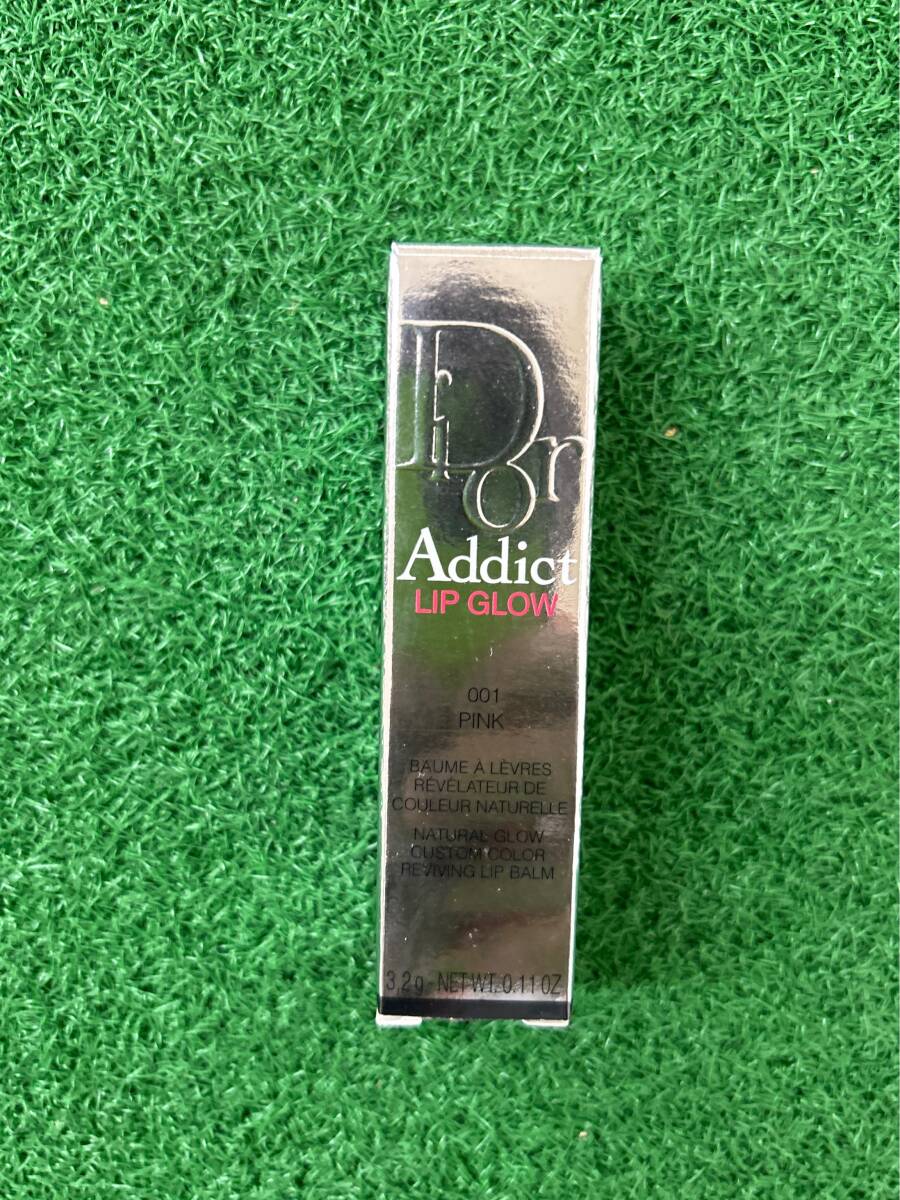 Dior
Addict
LIP GLOW
001
PINK
BAUME À LÈVRES
RÉVÉLATEUR DE
COULEUR NATURELLE
NATURAL GLOW
CUSTOM COLOR
REVIVING LIP BALM
3,2g - NET WT. 0.11 OZ